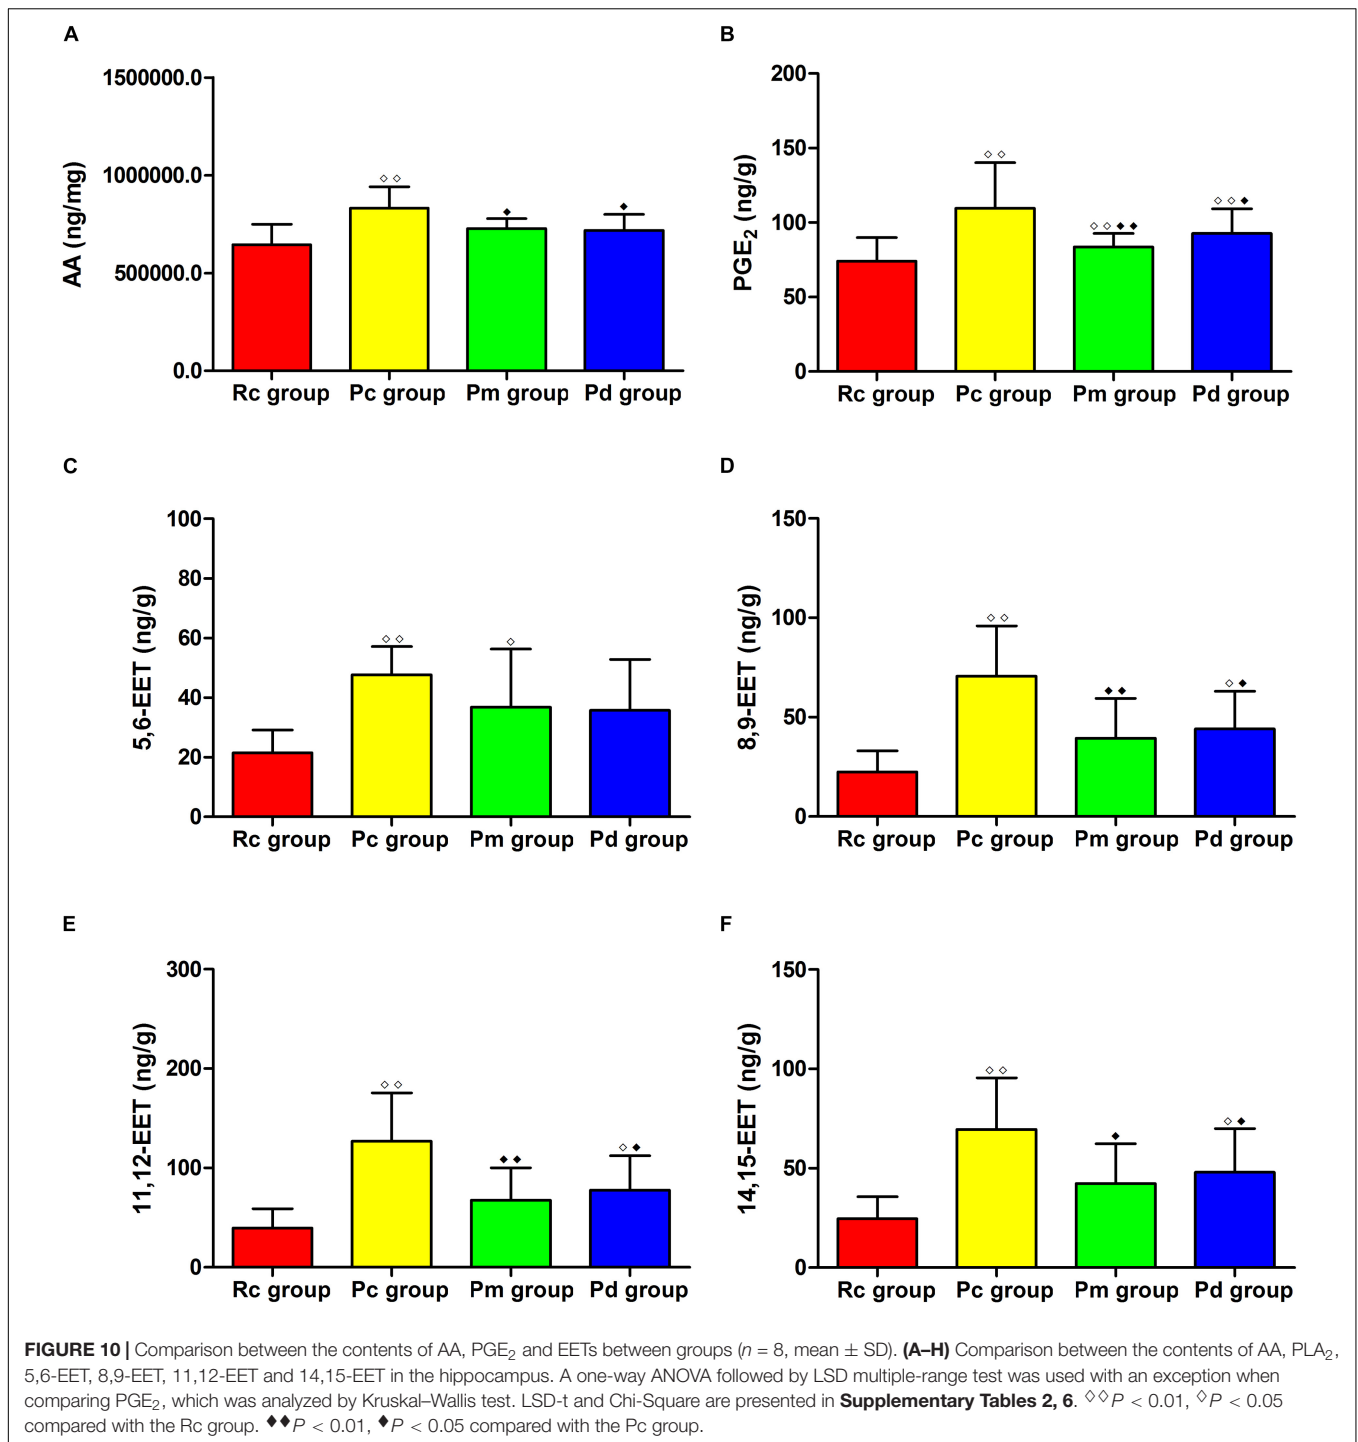 A
AA (ng/mg)
1500000.0
1000000.0
500000.0
0.0
◇◇
◆
◆
Rc group Pc group Pm group Pd group
B
PGE₂ (ng/g)
200
150
100
50
0
◇◇
◇◇◆◆
◇◇◆
Rc group Pc group Pm group Pd group
C
5,6-EET (ng/g)
100
80
60
40
20
0
◇◇
◇
Rc group Pc group Pm group Pd group
D
8,9-EET (ng/g)
150
100
50
0
◇◇
◆◆
◇◆
Rc group Pc group Pm group Pd group
E
11,12-EET (ng/g)
300
200
100
0
◇◇
◆◆
◇◆
Rc group Pc group Pm group Pd group
F
14,15-EET (ng/g)
150
100
50
0
◇◇
◆
◇◆
Rc group Pc group Pm group Pd group
FIGURE 10 | Comparison between the contents of AA, PGE₂ and EETs between groups (n = 8, mean ± SD). (A–H) Comparison between the contents of AA, PLA₂,
5,6-EET, 8,9-EET, 11,12-EET and 14,15-EET in the hippocampus. A one-way ANOVA followed by LSD multiple-range test was used with an exception when
comparing PGE₂, which was analyzed by Kruskal–Wallis test. LSD-t and Chi-Square are presented in Supplementary Tables 2, 6. ◇◇P < 0.01, ◇P < 0.05
compared with the Rc group. ◆◆P < 0.01, ◆P < 0.05 compared with the Pc group.